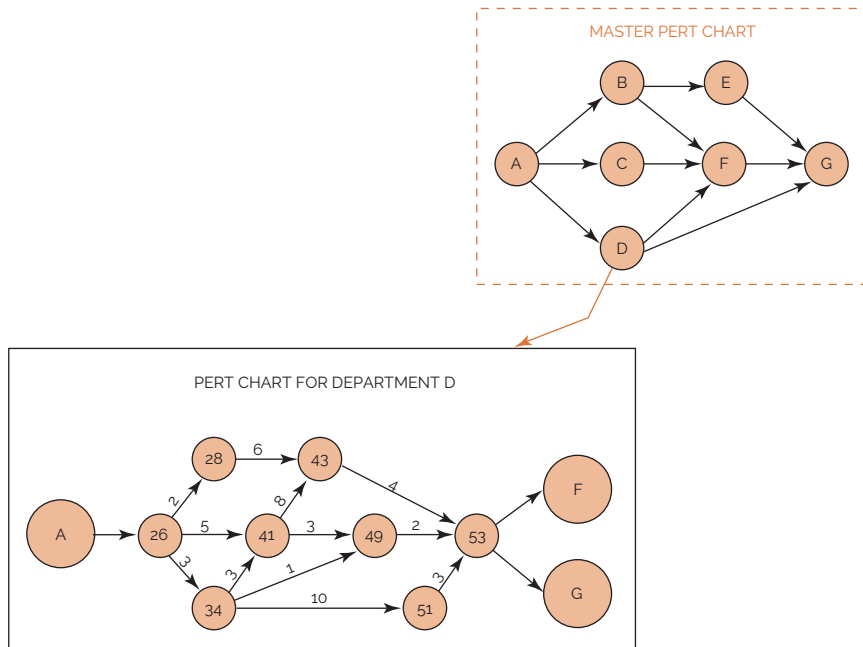 MASTER PERT CHART
B E
A C F G
D
PERT CHART FOR DEPARTMENT D
28 6 43
2 8 4 F
A 26 5 41 3 49 2 53
3 3 1 3
34 10 51 G